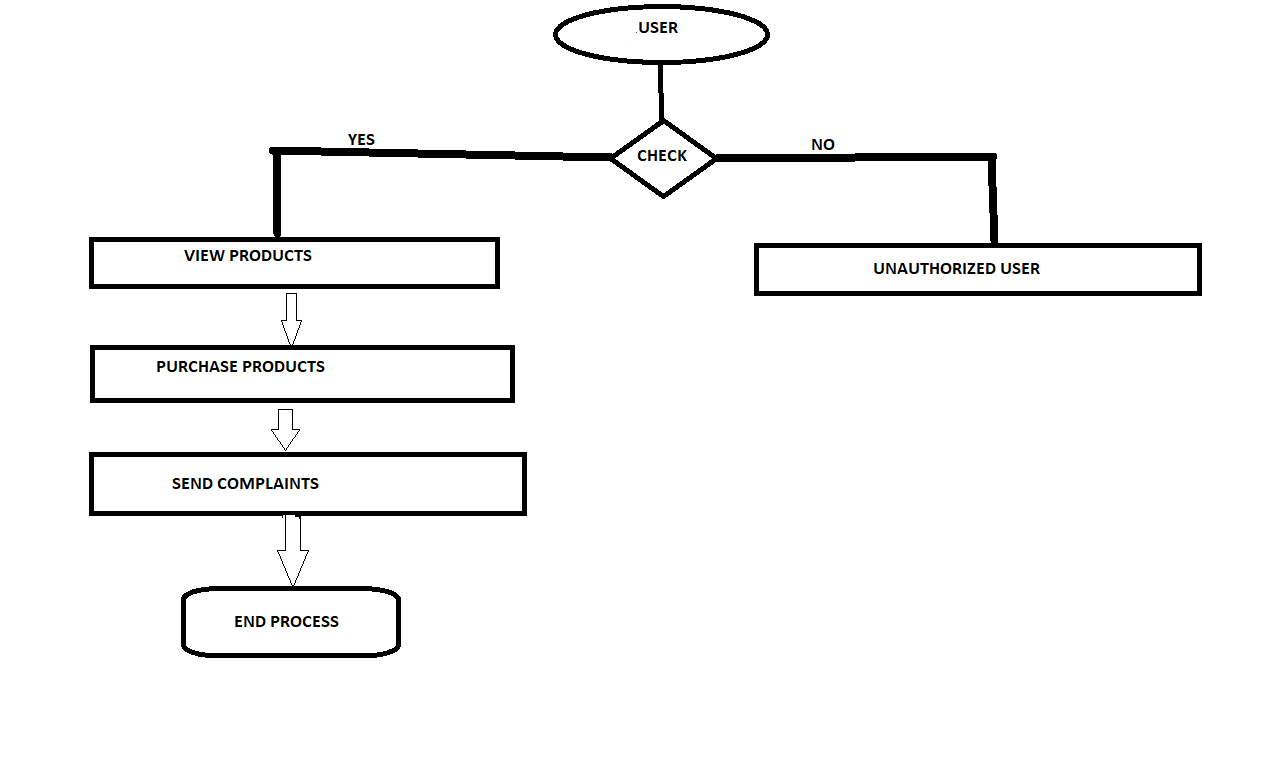 USER
YES
NO
CHECK
VIEW PRODUCTS
UNAUTHORIZED USER
PURCHASE PRODUCTS
SEND COMPLAINTS
END PROCESS